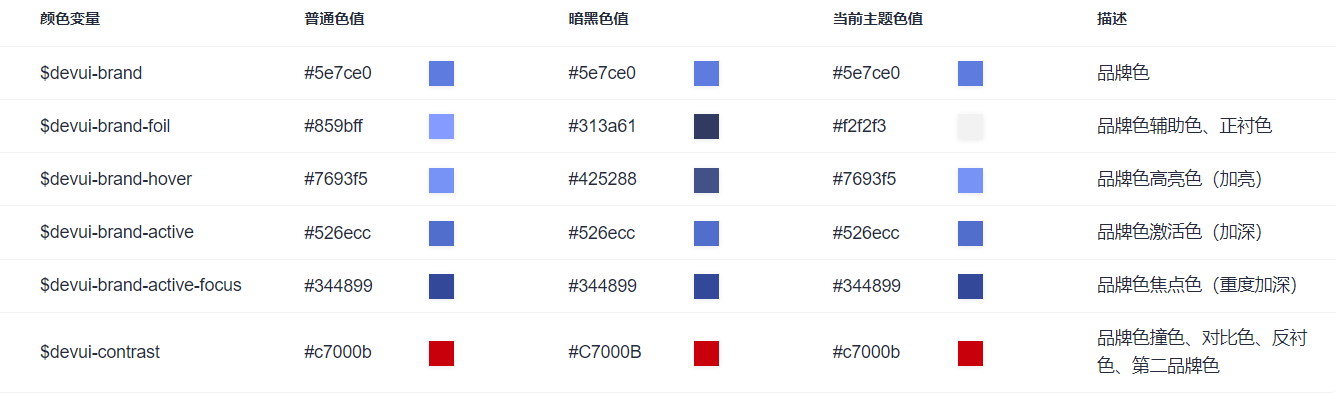 颜色变量 普通色值 暗黑色值 当前主题色值 描述
$devui-brand #5e7ce0 #5e7ce0 #5e7ce0 品牌色
$devui-brand-foil #859bff #313a61 #f2f2f3 品牌色辅助色、正衬色
$devui-brand-hover #7693f5 #425288 #7693f5 品牌色高亮色（加亮）
$devui-brand-active #526ecc #526ecc #526ecc 品牌色激活色（加深）
$devui-brand-active-focus #344899 #344899 #344899 品牌色焦点色（重度加深）
$devui-contrast #c7000b #C7000B #c7000b 品牌色撞色、对比色、反衬
色、第二品牌色